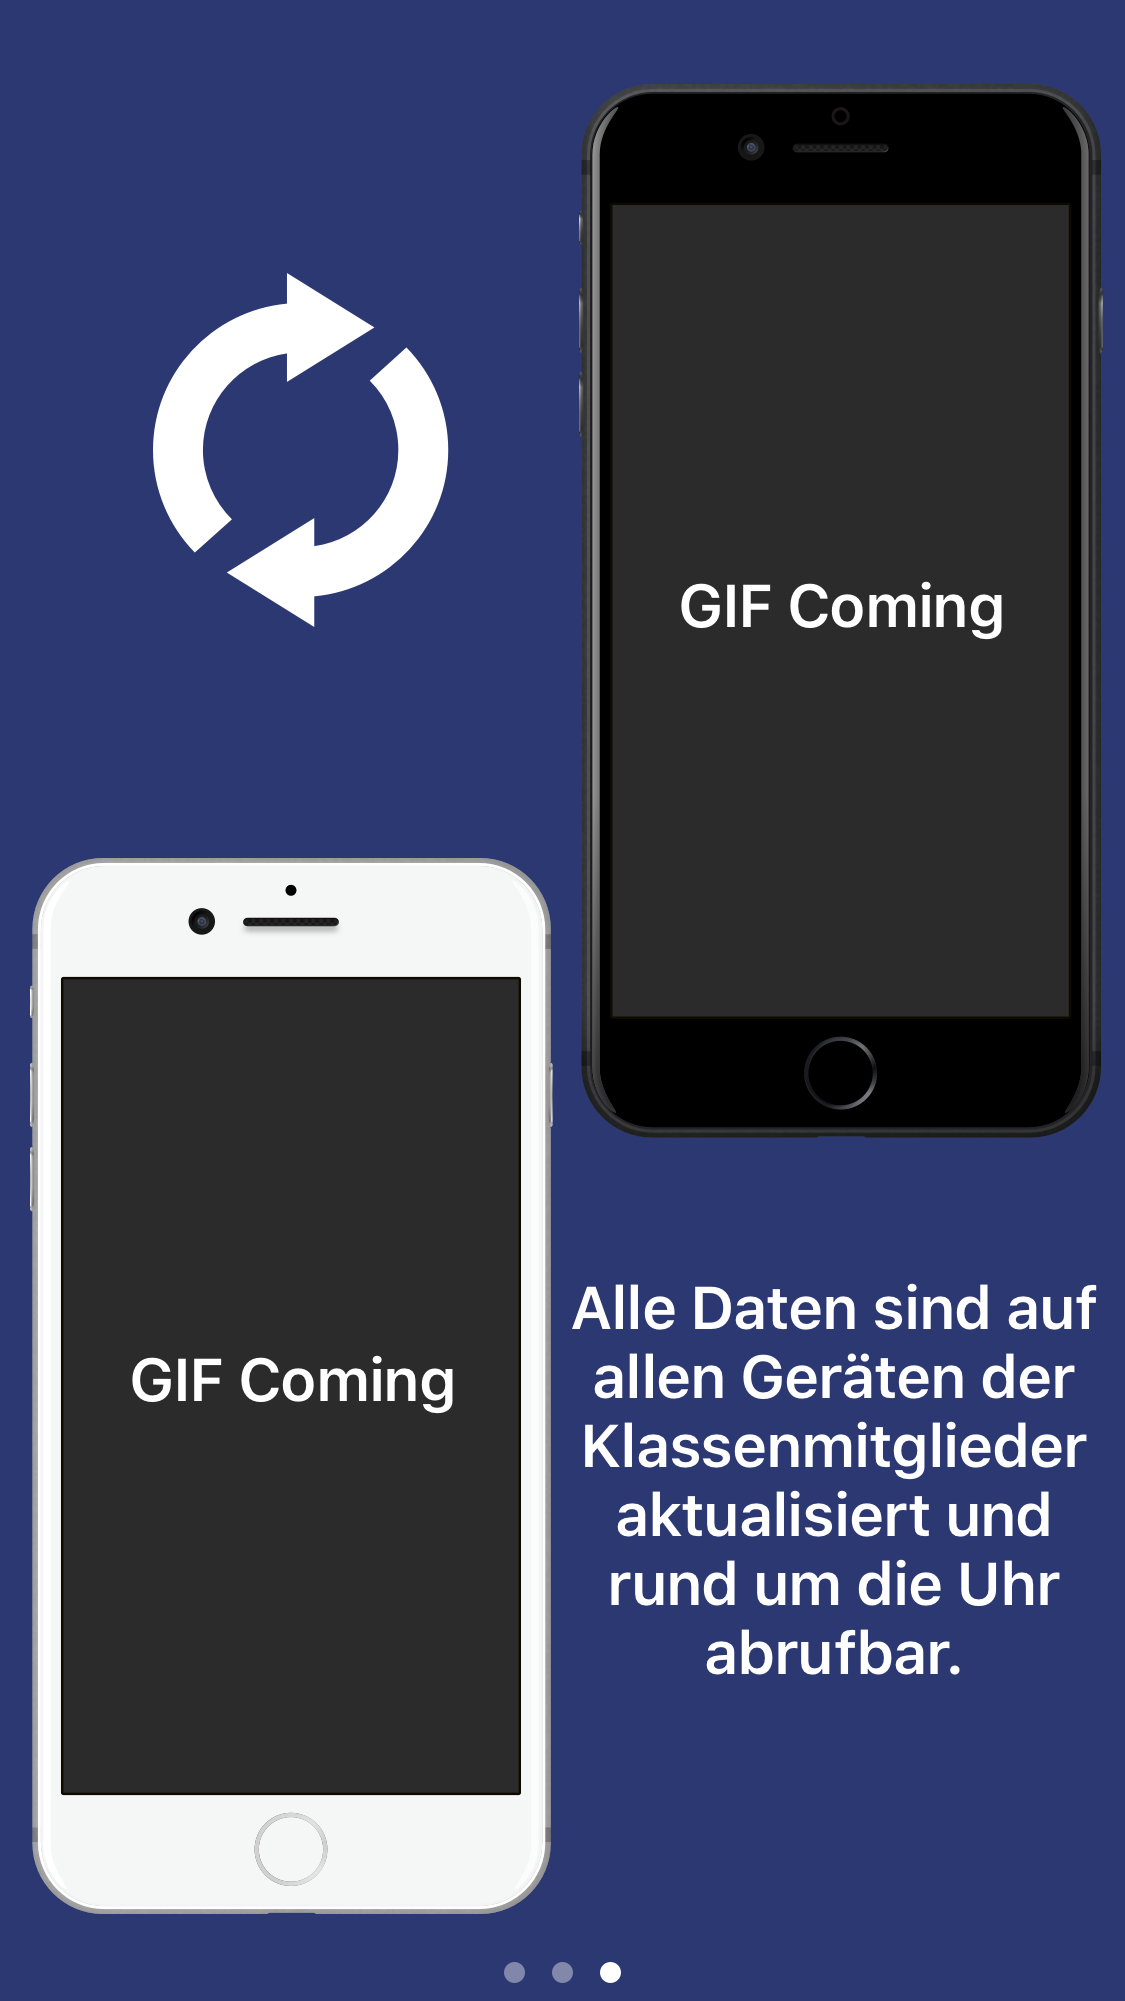 GIF Coming
GIF Coming
Alle Daten sind auf
allen Geräten der
Klassenmitglieder
aktualisiert und
rund um die Uhr
abrufbar.